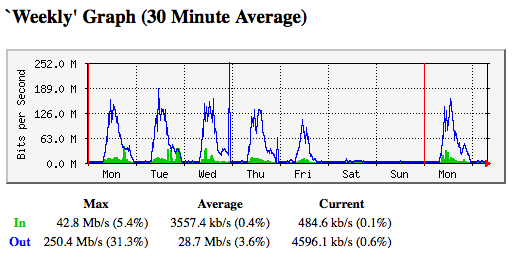 `Weekly' Graph (30 Minute Average)
Bits per Second
252.0 M
189.0 M
126.0 M
63.0 M
0.0 M
Mon Tue Wed Thu Fri Sat Sun Mon
Max Average Current
In 42.8 Mb/s (5.4%) 3557.4 kb/s (0.4%) 484.6 kb/s (0.1%)
Out 250.4 Mb/s (31.3%) 28.7 Mb/s (3.6%) 4596.1 kb/s (0.6%)